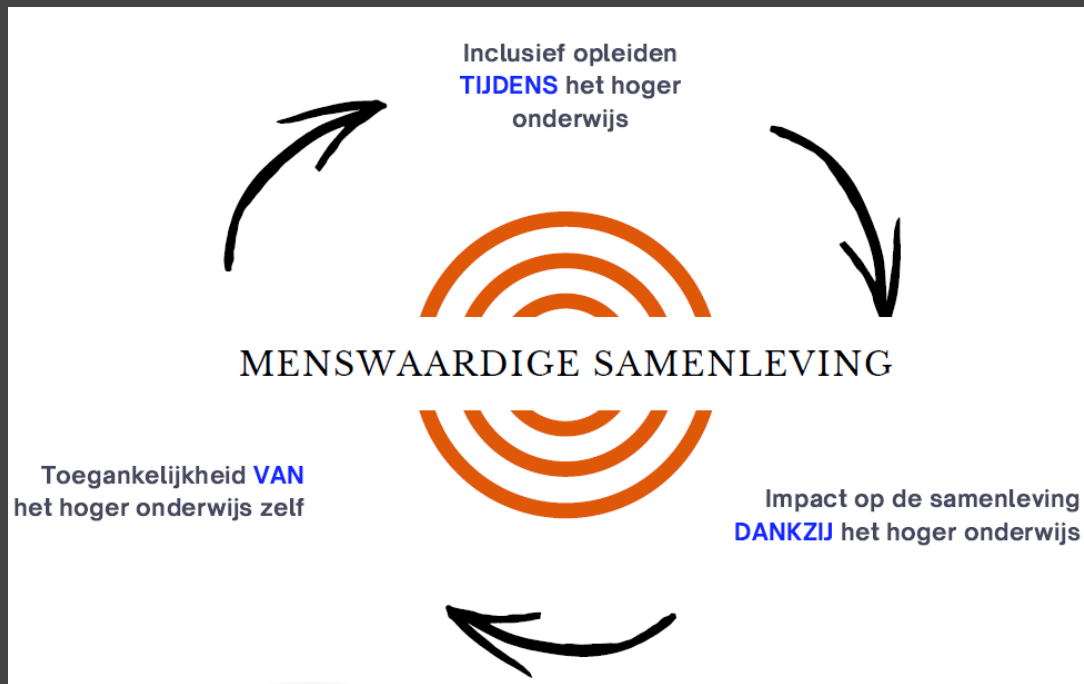 Inclusief opleiden
TIJDENS het hoger
onderwijs
MENSWAARDIGE SAMENLEVING
Toegankelijkheid VAN
het hoger onderwijs zelf
Impact op de samenleving
DANKZIJ het hoger onderwijs